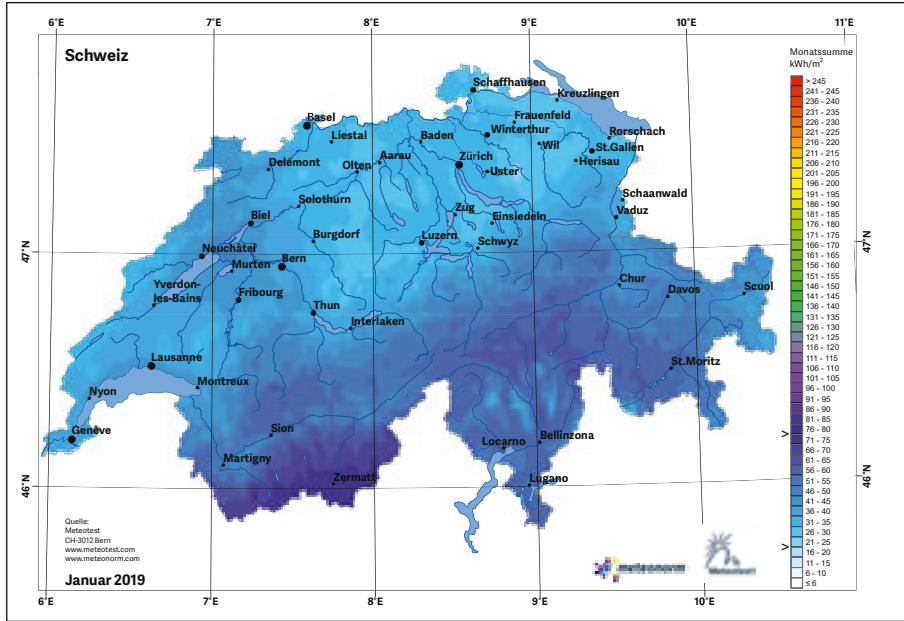 6°E 7°E 8°E 9°E 10°E 11°E
Schweiz
Monatssumme
kWh/m²
> 245
241 - 245
236 - 240
231 - 235
226 - 230
221 - 225
216 - 220
211 - 215
206 - 210
201 - 205
196 - 200
191 - 195
186 - 190
181 - 185
176 - 180
171 - 175
166 - 170
161 - 165
156 - 160
151 - 155
146 - 150
141 - 145
136 - 140
131 - 135
126 - 130
121 - 125
116 - 120
111 - 115
106 - 110
101 - 105
96 - 100
91 - 95
86 - 90
81 - 85
76 - 80
71 - 75
66 - 70
61 - 65
56 - 60
51 - 55
46 - 50
41 - 45
36 - 40
31 - 35
26 - 30
21 - 25
16 - 20
11 - 15
6 - 10
≤ 6
Schaffhausen
Kreuzlingen
Basel
Frauenfeld
Winterthur
Rorschach
Liestal
Baden
Wil
St.Gallen
Aarau
Zürich
Herisau
Delémont
Olten
Uster
Schaanwald
Solothurn
Zug
Vaduz
Biel
Einsiedeln
Burgdorf
Luzern
Schwyz
47°N
Neuchâtel
Bern
47°N
Murten
Yverdon-
les-Bains
Fribourg
Chur
Davos
Scuol
Thun
Interlaken
Lausanne
St.Moritz
Montreux
Nyon
Genève
Sion
Locarno
Bellinzona
Martigny
Zermatt
Lugano
46°N
46°N
Quelle:
Meteotest
CH-3012 Bern
www.meteotest.com
www.meteonorm.com
meteonorm
Meteotest
Januar 2019
6°E 7°E 8°E 9°E 10°E